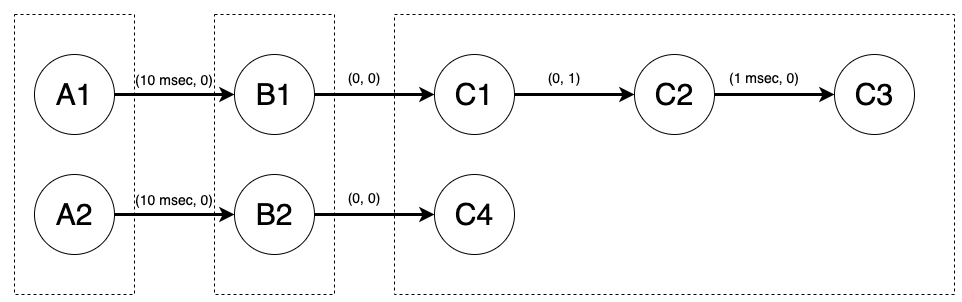 A1 (10 msec, 0) B1 (0, 0) C1 (0, 1) C2 (1 msec, 0) C3
A2 (10 msec, 0) B2 (0, 0) C4